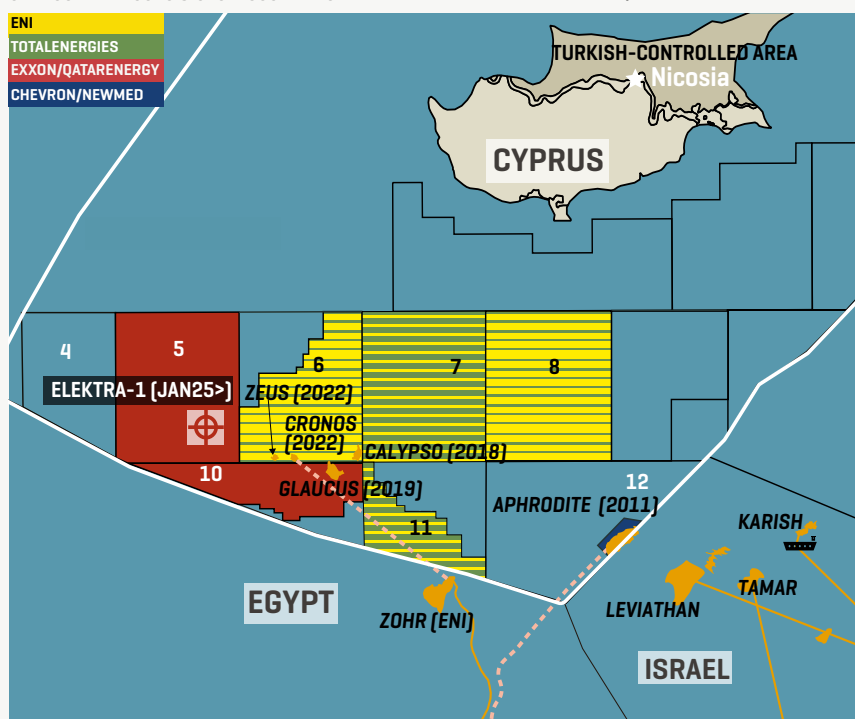 ENI
TOTALENERGIES
EXXON/QATARENERGY
CHEVRON/NEWMED
TURKISH-CONTROLLED AREA
Nicosia
CYPRUS
4
5
6
7
8
ELEKTRA-1 (JAN25>)
ZEUS (2022)
CRONOS
(2022)
CALYPSO (2018)
10
GLAUCUS (2019)
11
12
APHRODITE (2011)
KARISH
EGYPT
ZOHR (ENI)
LEVIATHAN
TAMAR
ISRAEL